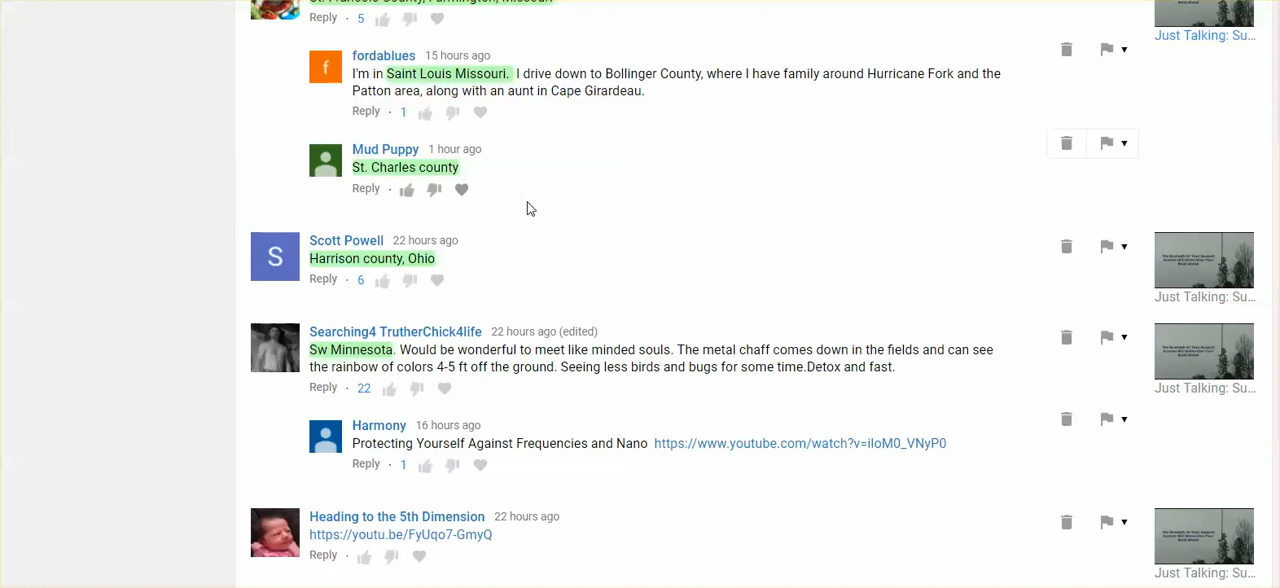 St. Francois County, Farmington, Missouri
Reply · 5
Just Talking: Su...
fordablues 15 hours ago
f
I'm in Saint Louis Missouri. I drive down to Bollinger County, where I have family around Hurricane Fork and the
Patton area, along with an aunt in Cape Girardeau.
Reply · 1
Mud Puppy 1 hour ago
St. Charles county
Reply ·
Scott Powell 22 hours ago
S
Harrison county, Ohio
Reply · 6
Just Talking: Su...
Searching4 TrutherChick4life 22 hours ago (edited)
Sw Minnesota. Would be wonderful to meet like minded souls. The metal chaff comes down in the fields and can see
the rainbow of colors 4-5 ft off the ground. Seeing less birds and bugs for some time.Detox and fast.
Reply · 22
Just Talking: Su...
Harmony 16 hours ago
Protecting Yourself Against Frequencies and Nano https://www.youtube.com/watch?v=iIoM0_VNyP0
Reply · 1
Heading to the 5th Dimension 22 hours ago
https://youtu.be/FyUqo7-GmyQ
Reply ·
Just Talking: Su...